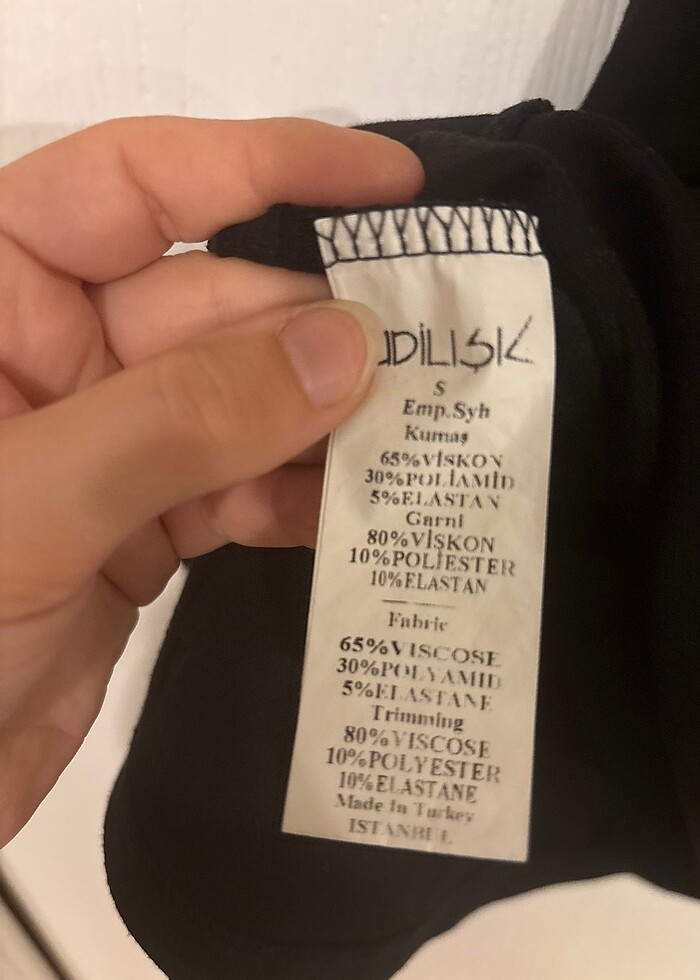 DİLIŞIK
S
Emp.Syh
Kumaş
65%VİSKON
30%POLİAMİD
5%ELASTAN
Garni
80%VİSKON
10%POLİESTER
10%ELASTAN
Fabric
65%VISCOSE
30%POLYAMID
5%ELASTANE
Trimming
80%VISCOSE
10%POLYESTER
10%ELASTANE
Made In Turkey
ISTANBUL